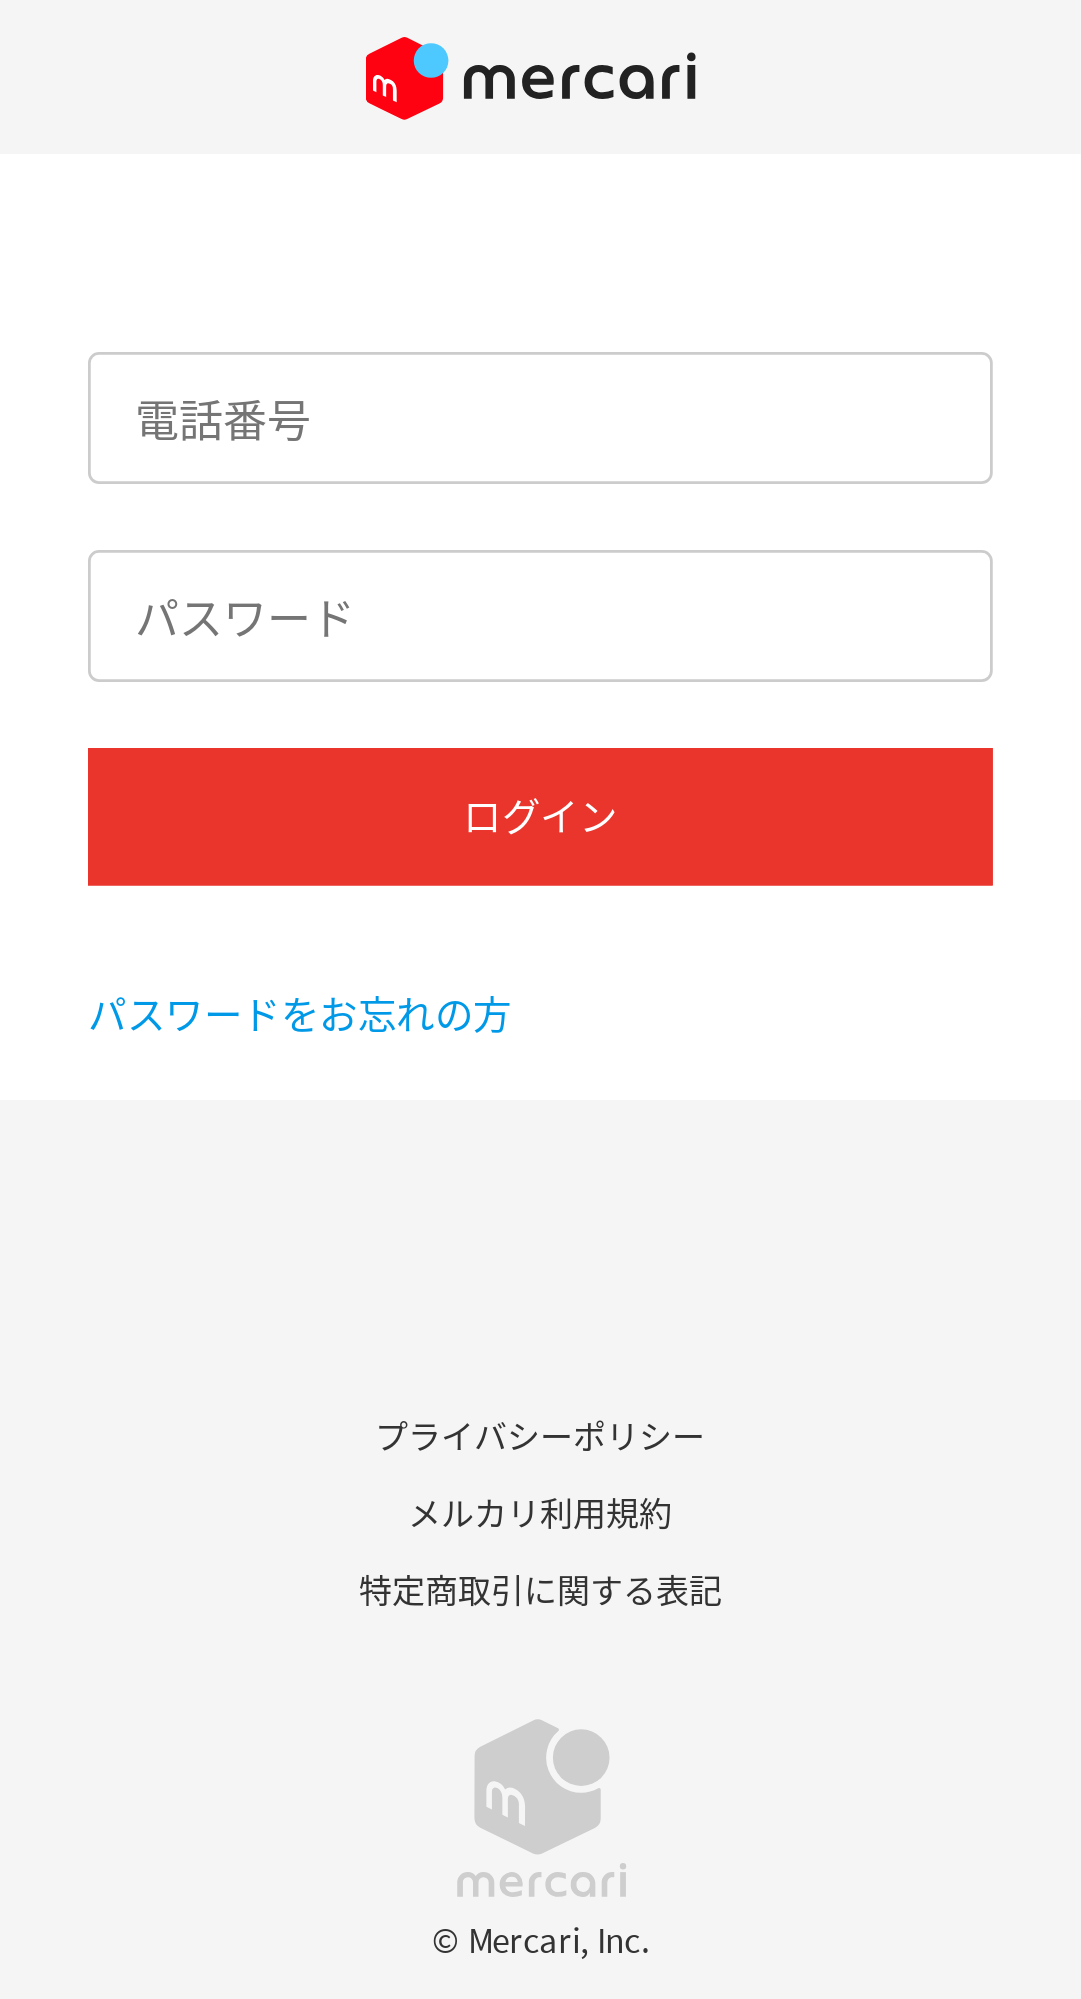 m mercari
電話番号
パスワード
ログイン
パスワードをお忘れの方
プライバシーポリシー
メルカリ利用規約
特定商取引に関する表記
m
mercari
© Mercari, Inc.